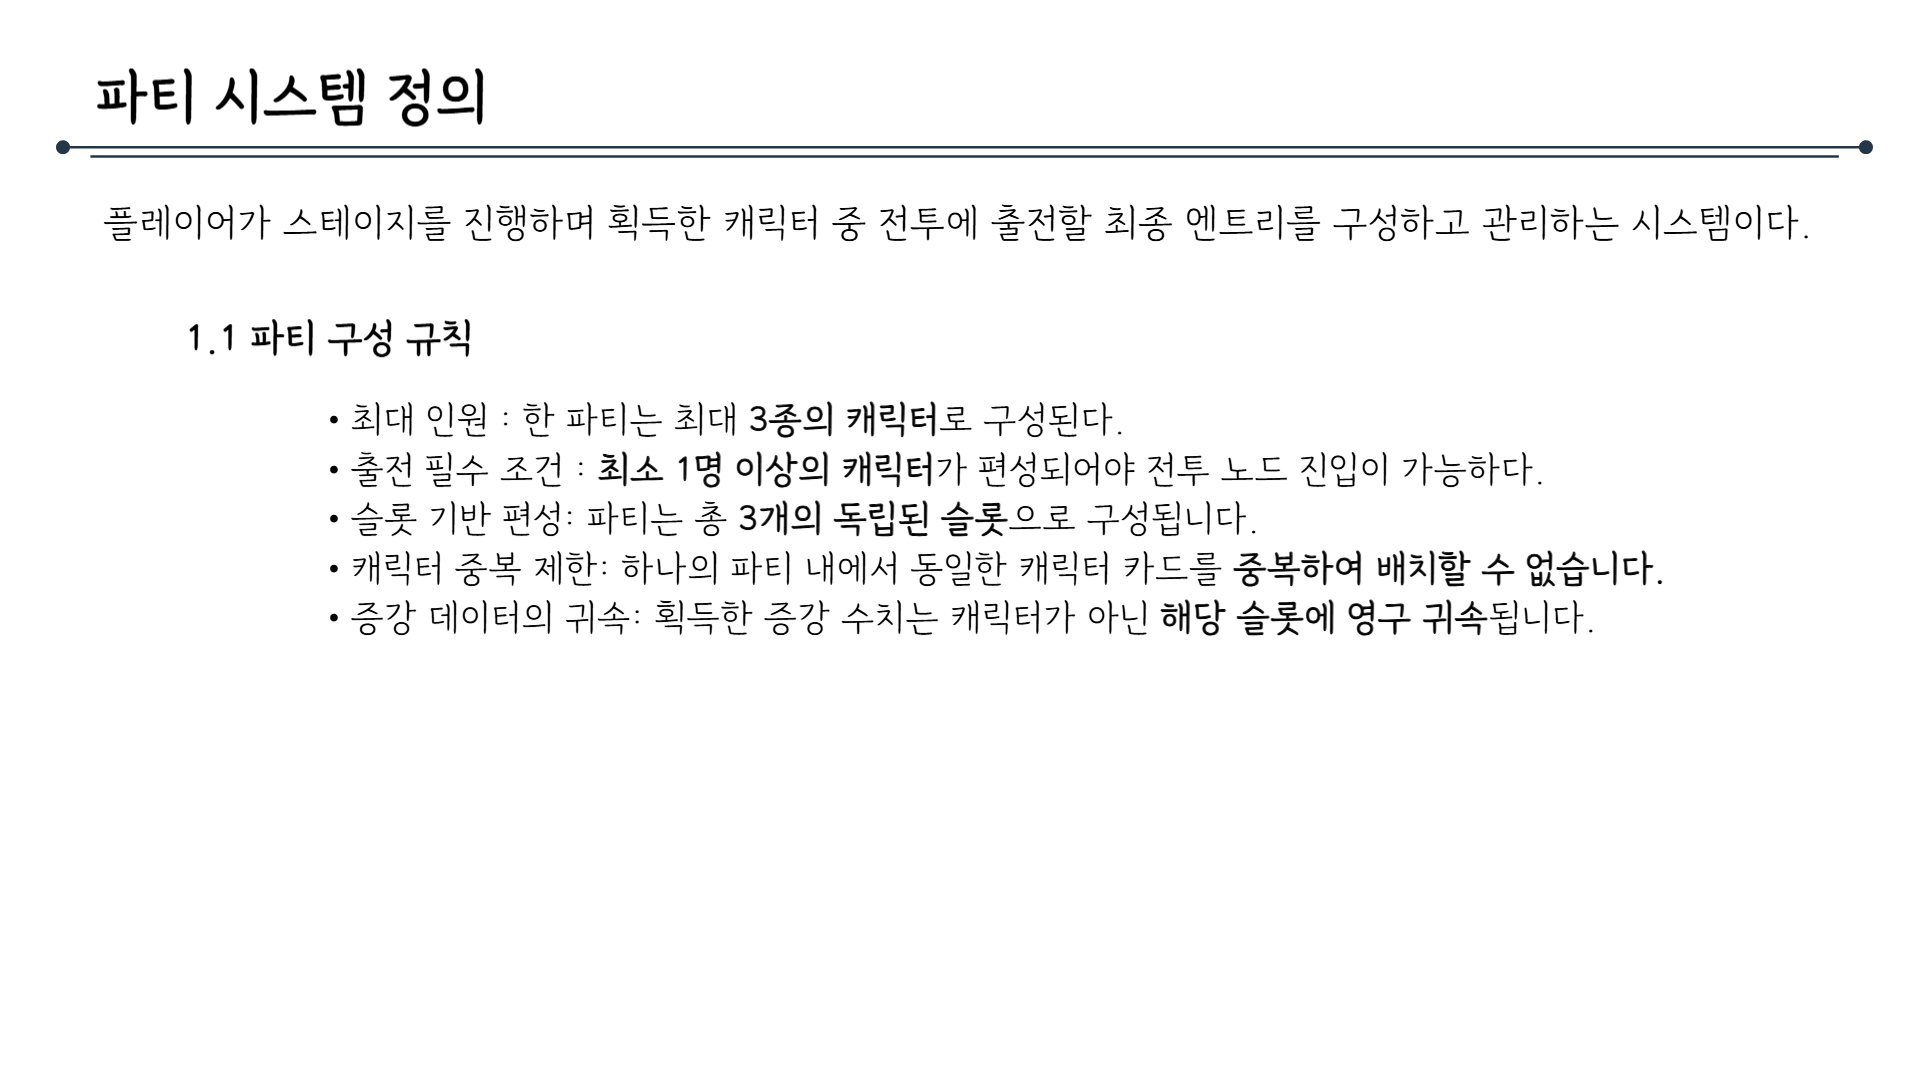 파티 시스템 정의
플레이어가 스테이지를 진행하며 획득한 캐릭터 중 전투에 출전할 최종 엔트리를 구성하고 관리하는 시스템이다.
1.1 파티 구성 규칙
• 최대 인원 : 한 파티는 최대 3종의 캐릭터로 구성된다.
• 출전 필수 조건 : 최소 1명 이상의 캐릭터가 편성되어야 전투 노드 진입이 가능하다.
• 슬롯 기반 편성: 파티는 총 3개의 독립된 슬롯으로 구성됩니다.
• 캐릭터 중복 제한: 하나의 파티 내에서 동일한 캐릭터 카드를 중복하여 배치할 수 없습니다.
• 증강 데이터의 귀속: 획득한 증강 수치는 캐릭터가 아닌 해당 슬롯에 영구 귀속됩니다.